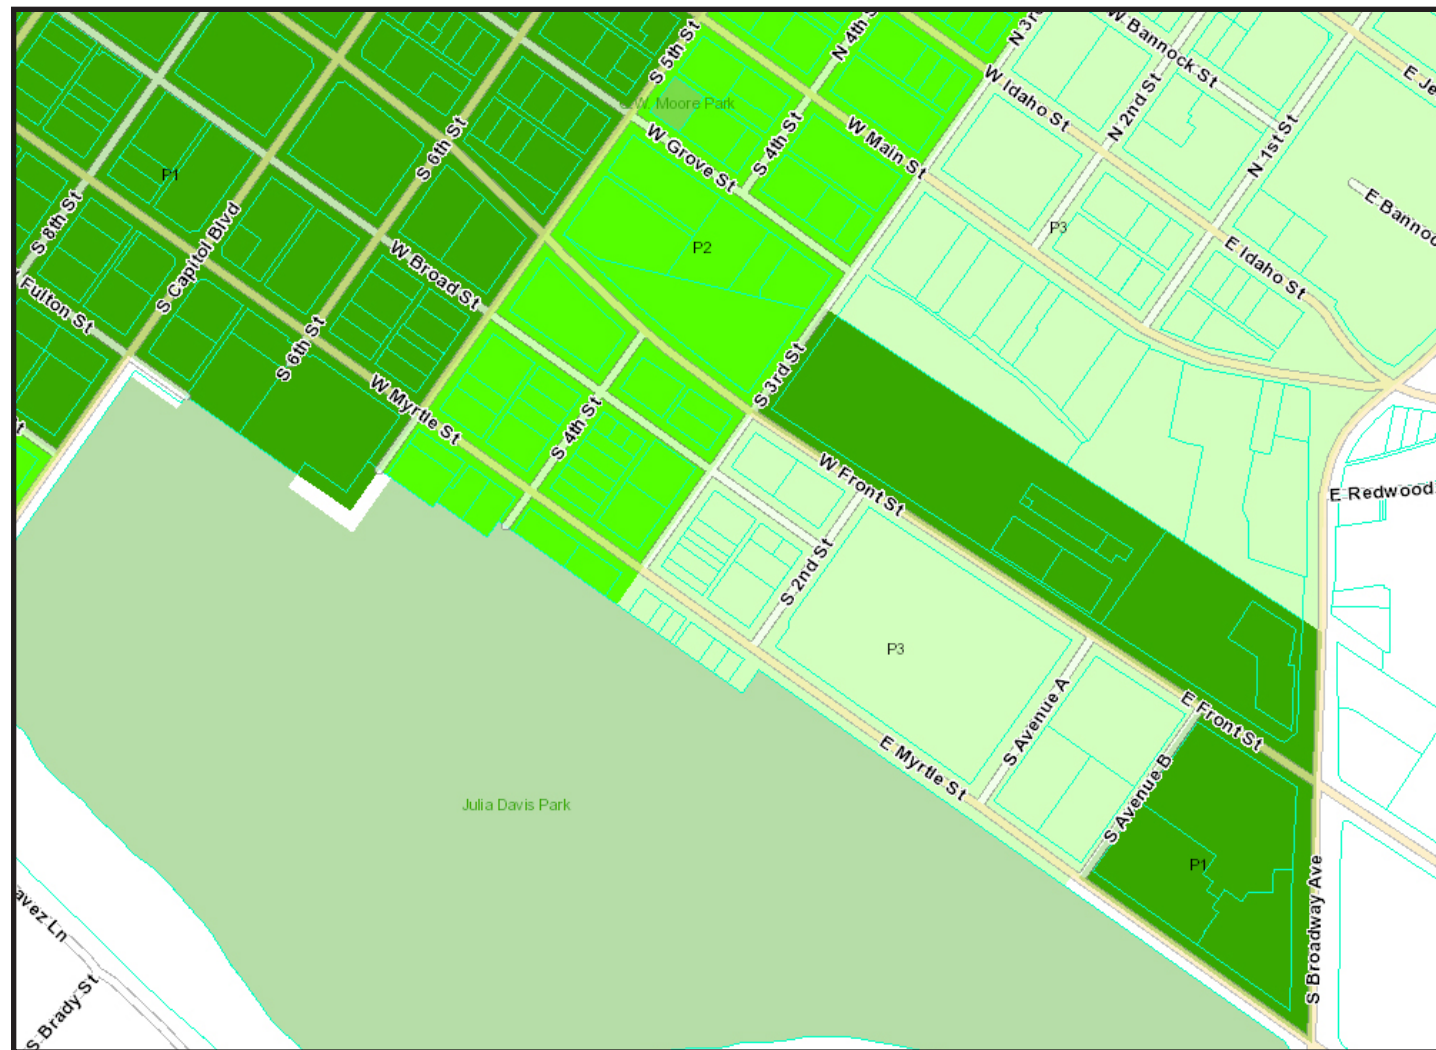 S 5th St
N 4th S
N 3rd
W Bannock St
E Je
W. Moore Park
W Idaho St
N 2nd St
N 1st St
S 6th St
W Grove St
S 4th St
W Main St
P1
E Bannoc
S 8th St
S Capitol Blvd
P2
P3
E Idaho St
W Broad St
Fulton St
S 6th St
S 3rd St
W Myrtle St
S 4th St
St
W Front St
E Redwood
S 2nd St
P3
S Avenue A
E Front St
E Myrtle St
S Avenue B
Julia Davis Park
P1
S Broadway Ave
avez Ln
S Brady St